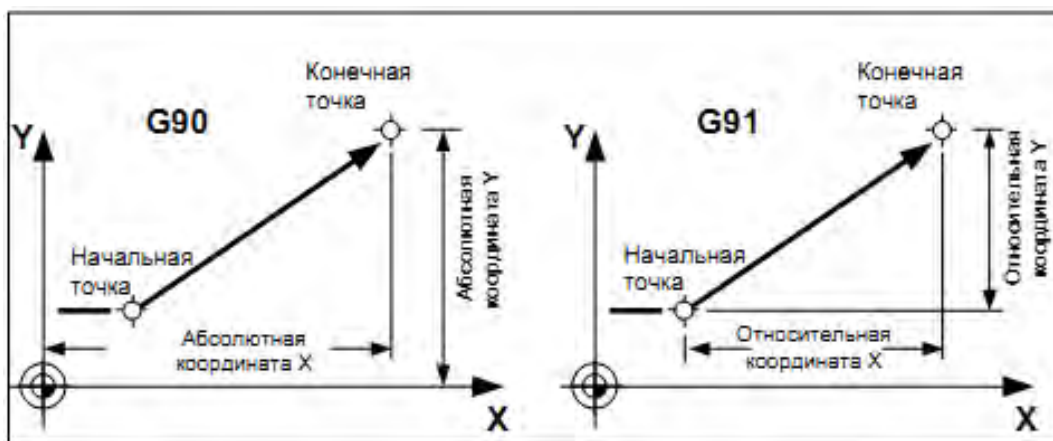 G90
Y
Конечная
точка
Начальная
точка
Абсолютная
координата X
Абсолютная
координата Y
X
G91
Y
Конечная
точка
Начальная
точка
Относительная
координата X
Относительная
координата Y
X